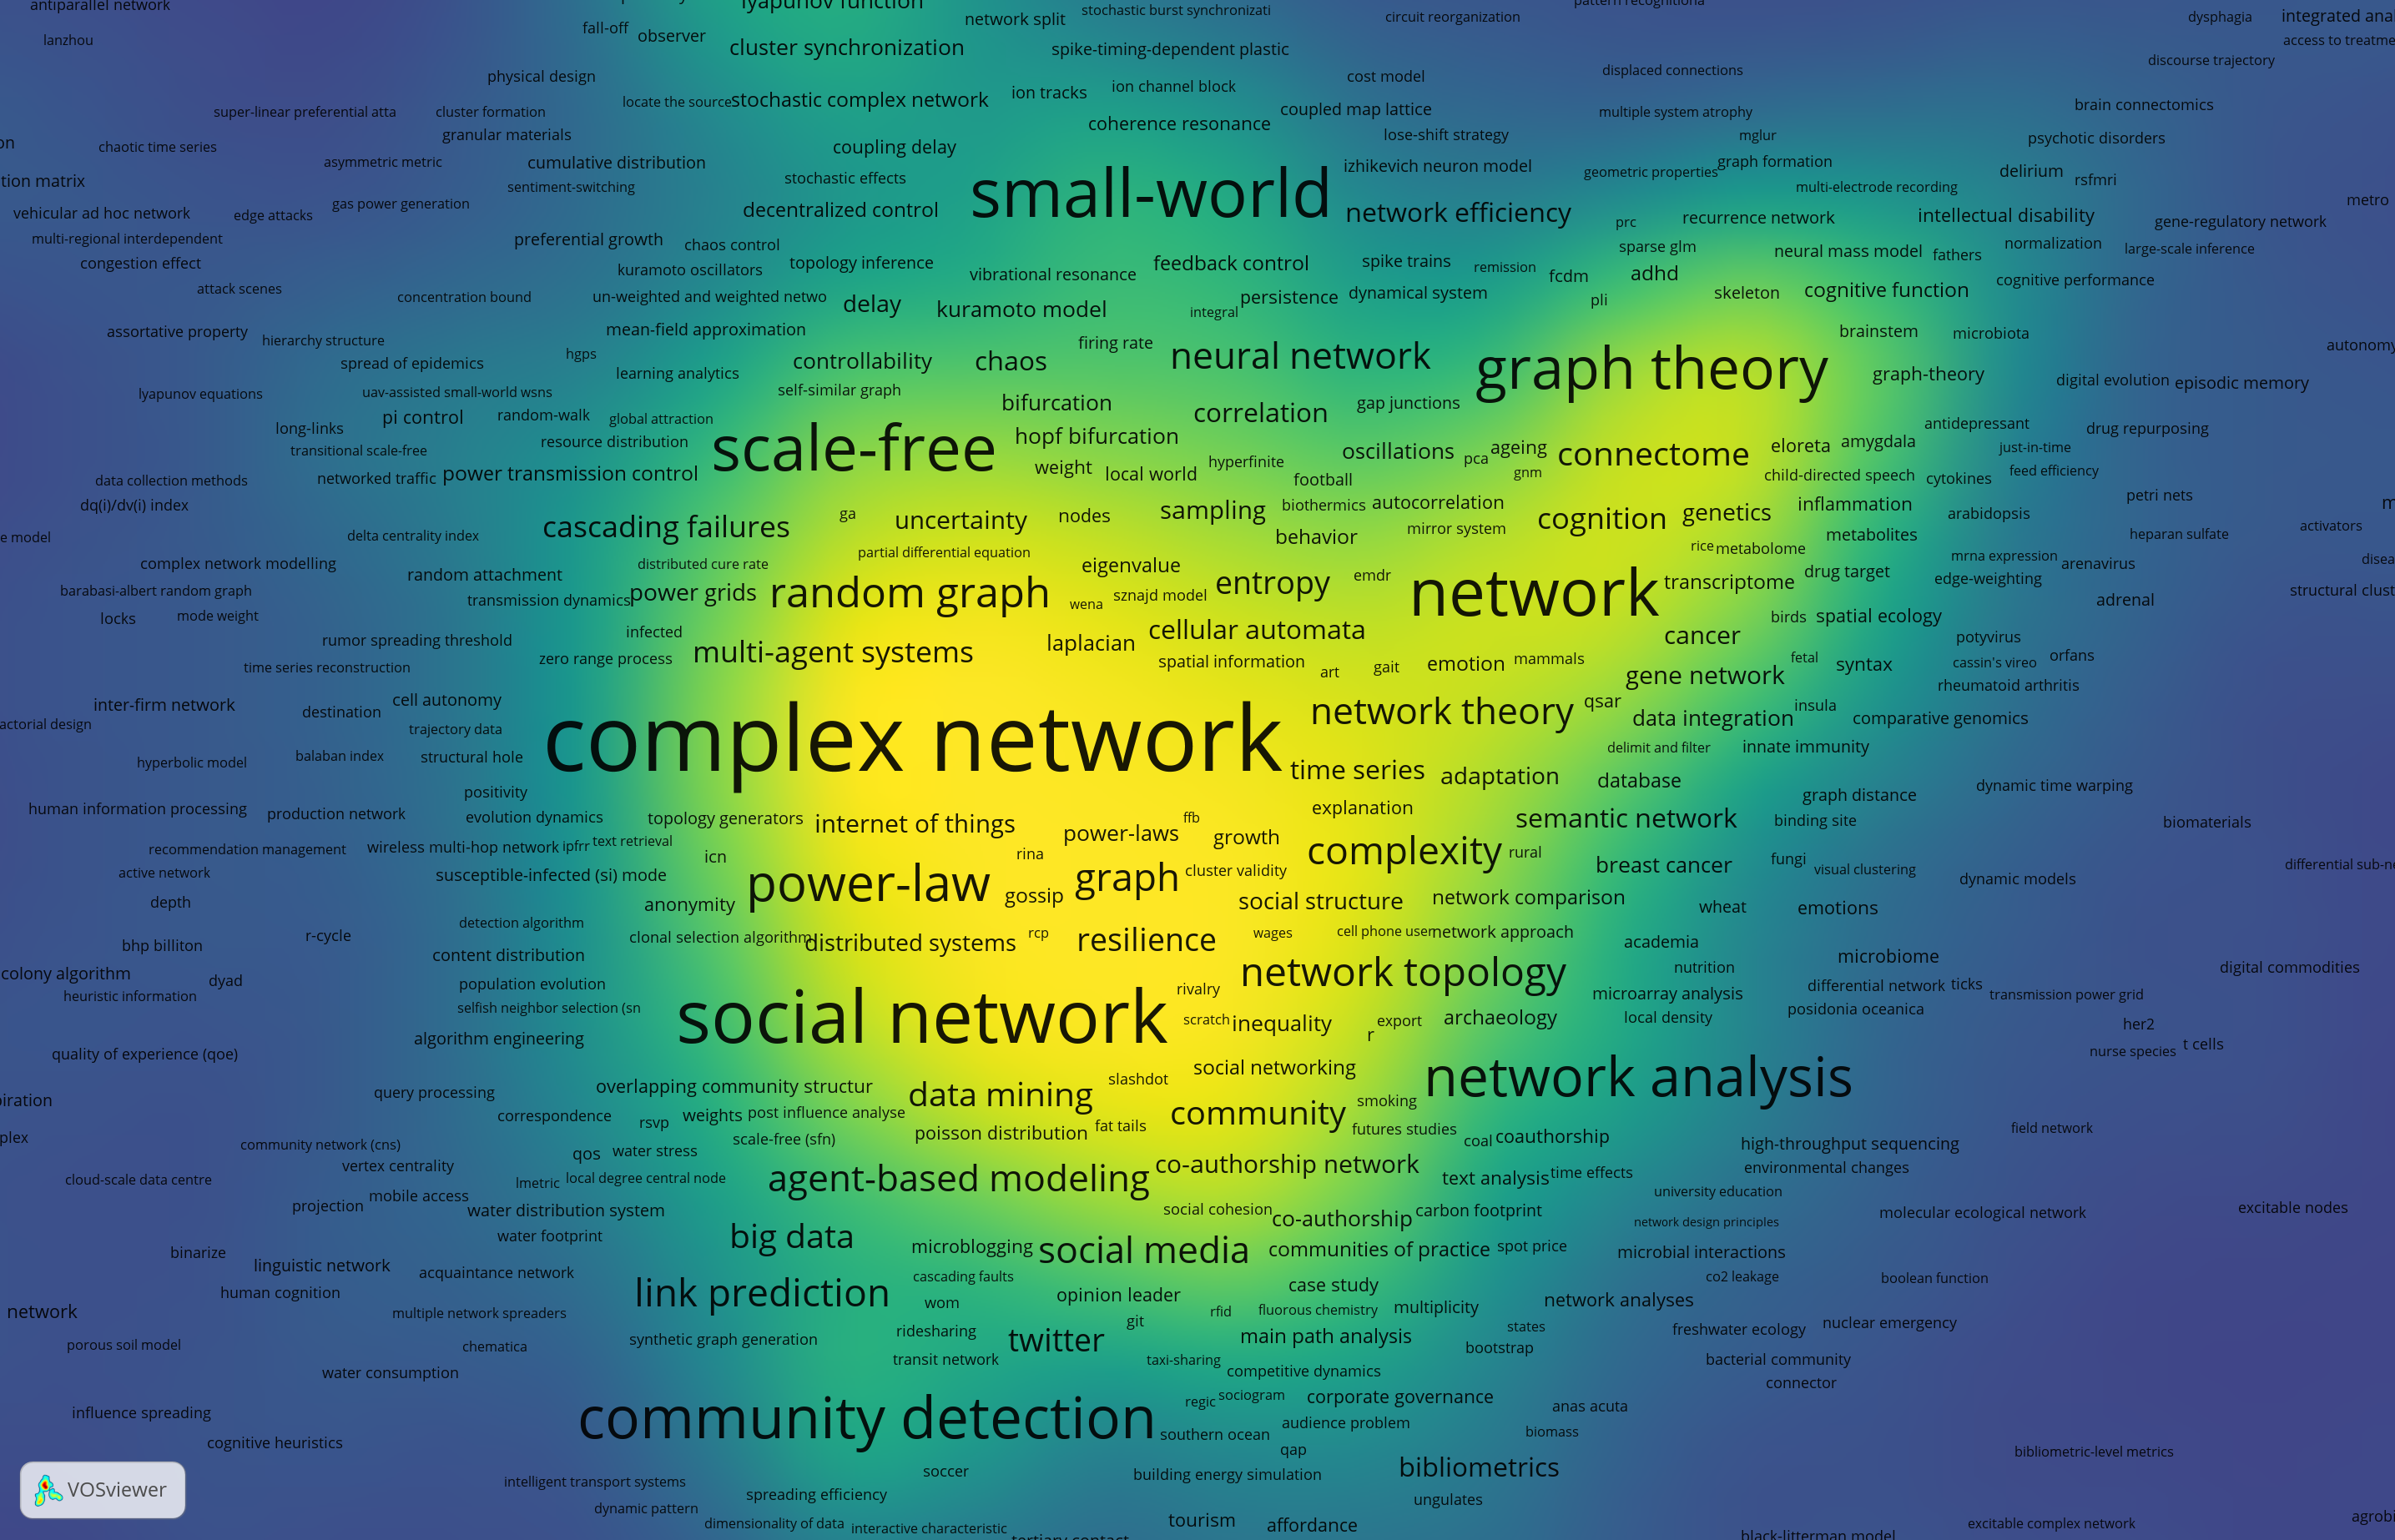 antiparallel network
lyapunov function
network split
stochastic burst synchronizati
circuit reorganization
dysphagia
integrated ana
fall-off
observer
lanzhou
cluster synchronization
spike-timing-dependent plastic
access to treatme
discourse trajectory
physical design
cost model
displaced connections
ion tracks
ion channel block
super-linear preferential atta
cluster formation
locate the source
stochastic complex network
coupled map lattice
multiple system atrophy
brain connectomics
granular materials
coherence resonance
lose-shift strategy
mglur
psychotic disorders
on
chaotic time series
coupling delay
asymmetric metric
cumulative distribution
izhikevich neuron model
graph formation
geometric properties
delirium
rsfmri
tion matrix
sentiment-switching
stochastic effects
small-world
multi-electrode recording
vehicular ad hoc network
edge attacks
gas power generation
decentralized control
network efficiency
prc
recurrence network
intellectual disability
metro
gene-regulatory network
multi-regional interdependent
preferential growth
chaos control
sparse glm
neural mass model
fathers
normalization
large-scale inference
congestion effect
kuramoto oscillators
topology inference
vibrational resonance
feedback control
spike trains
remission
fcdm
adhd
attack scenes
concentration bound
un-weighted and weighted netwo
delay
kuramoto model
integral
persistence
dynamical system
pli
skeleton
cognitive function
cognitive performance
assortative property
hierarchy structure
mean-field approximation
firing rate
brainstem
microbiota
autonomy
spread of epidemics
hgps
learning analytics
controllability
chaos
neural network
graph theory
graph-theory
digital evolution
episodic memory
lyapunov equations
uav-assisted small-world wsns
self-similar graph
pi control
random-walk
global attraction
bifurcation
correlation
gap junctions
long-links
resource distribution
scale-free
hopf bifurcation
antidepressant
drug repurposing
transitional scale-free
oscillations
pca
ageing
connectome
eloreta
amygdala
just-in-time
data collection methods
networked traffic
power transmission control
weight
local world
hyperfinite
football
gnm
child-directed speech
cytokines
feed efficiency
dq(i)/dv(i) index
cascading failures
ga
uncertainty
nodes
sampling
biothermics
autocorrelation
cognition
genetics
inflammation
arabidopsis
petri nets
m
e model
delta centrality index
behavior
mirror system
rice
metabolome
metabolites
heparan sulfate
activators
complex network modelling
distributed cure rate
partial differential equation
eigenvalue
mrna expression
arenavirus
disea
random attachment
power grids
random graph
entropy
emdr
network
transcriptome
drug target
edge-weighting
structural clust
barabasi-albert random graph
transmission dynamics
wena
sznajd model
adrenal
locks
mode weight
infected
cellular automata
birds
spatial ecology
rumor spreading threshold
laplacian
cancer
potyvirus
time series reconstruction
zero range process
multi-agent systems
spatial information
art
gait
emotion
mammals
fetal
syntax
cassin's vireo
orfans
gene network
rheumatoid arthritis
inter-firm network
destination
cell autonomy
network theory
qsar
data integration
insula
comparative genomics
actorial design
trajectory data
complex network
hyperbolic model
balaban index
structural hole
delimit and filter
innate immunity
time series
adaptation
database
positivity
graph distance
dynamic time warping
human information processing
production network
evolution dynamics
topology generators
internet of things
power-laws
ffb
growth
explanation
semantic network
binding site
biomaterials
recommendation management
wireless multi-hop network
ipfrr
text retrieval
icn
rina
complexity
rural
active network
susceptible-infected (si) mode
power-law
graph
cluster validity
breast cancer
fungi
visual clustering
differential sub-ne
dynamic models
depth
anonymity
gossip
social structure
network comparison
wheat
emotions
detection algorithm
bhp billiton
r-cycle
clonal selection algorithm
distributed systems
rcp
resilience
wages
cell phone user
network approach
academia
content distribution
microbiome
colony algorithm
dyad
population evolution
network topology
nutrition
digital commodities
heuristic information
selfish neighbor selection (sn
rivalry
microarray analysis
differential network
ticks
transmission power grid
social network
scratch
inequality
r
export
archaeology
local density
posidonia oceanica
her2
quality of experience (qoe)
algorithm engineering
nurse species
t cells
social networking
network analysis
query processing
overlapping community structur
data mining
slashdot
smoking
iration
correspondence
rsvp
weights
post influence analyse
community
plex
community network (cns)
scale-free (sfn)
poisson distribution
fat tails
futures studies
coal
coauthorship
high-throughput sequencing
field network
qos
water stress
vertex centrality
cloud-scale data centre
lmetric
local degree central node
agent-based modeling
co-authorship network
text analysis
time effects
environmental changes
projection
mobile access
university education
water distribution system
social cohesion
co-authorship
carbon footprint
network design principles
molecular ecological network
excitable nodes
binarize
water footprint
big data
microblogging
social media
communities of practice
spot price
microbial interactions
linguistic network
acquaintance network
cascading faults
case study
co2 leakage
boolean function
human cognition
link prediction
wom
opinion leader
rfid
fluorous chemistry
multiplicity
network analyses
network
multiple network spreaders
git
states
freshwater ecology
nuclear emergency
porous soil model
chematica
synthetic graph generation
ridesharing
twitter
main path analysis
bootstrap
water consumption
transit network
taxi-sharing
competitive dynamics
bacterial community
connector
influence spreading
community detection
regic
sociogram
corporate governance
anas acuta
cognitive heuristics
southern ocean
audience problem
biomass
qap
bibliometric-level metrics
VOSviewer
intelligent transport systems
soccer
building energy simulation
bibliometrics
spreading efficiency
ungulates
dynamic pattern
dimensionality of data
interactive characteristic
tourism
affordance
excitable complex network
agrobi
tertiary contact
black-litterman model